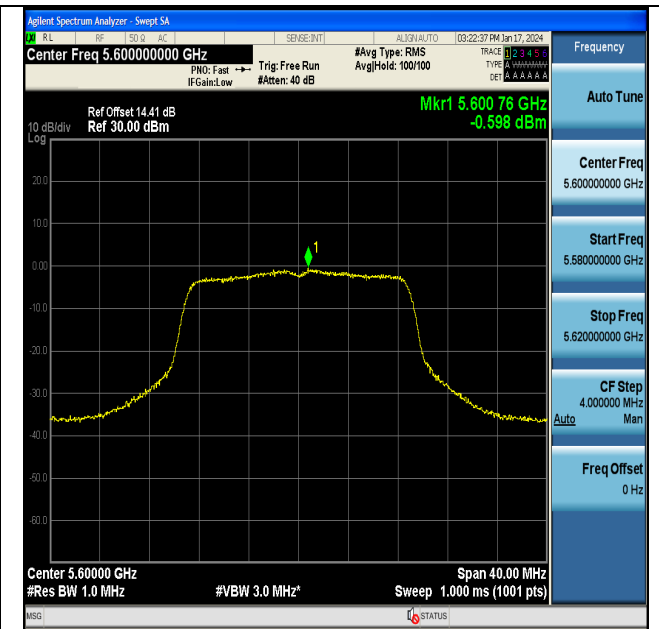 Agilent Spectrum Analyzer - Swept SA
LXI RL RF 50 Ω AC SENSE:INT ALIGN AUTO 03:22:37 PM Jan 17, 2024
Center Freq 5.600000000 GHz #Avg Type: RMS TRACE 1 2 3 4 5 6
PNO: Fast Trig: Free Run Avg|Hold: 100/100 TYPE A WWWWW
IFGain:Low #Atten: 40 dB DET A A A A A A
Mkr1 5.600 76 GHz
-0.598 dBm
Ref Offset 14.41 dB
10 dB/div Ref 30.00 dBm
Log
20.0
10.0
0.00
-10.0
-20.0
-30.0
-40.0
-50.0
-60.0
1
Center 5.60000 GHz Span 40.00 MHz
#Res BW 1.0 MHz #VBW 3.0 MHz* Sweep 1.000 ms (1001 pts)
MSG STATUS
Frequency
Auto Tune
Center Freq
5.600000000 GHz
Start Freq
5.580000000 GHz
Stop Freq
5.620000000 GHz
CF Step
4.000000 MHz
Auto Man
Freq Offset
0 Hz